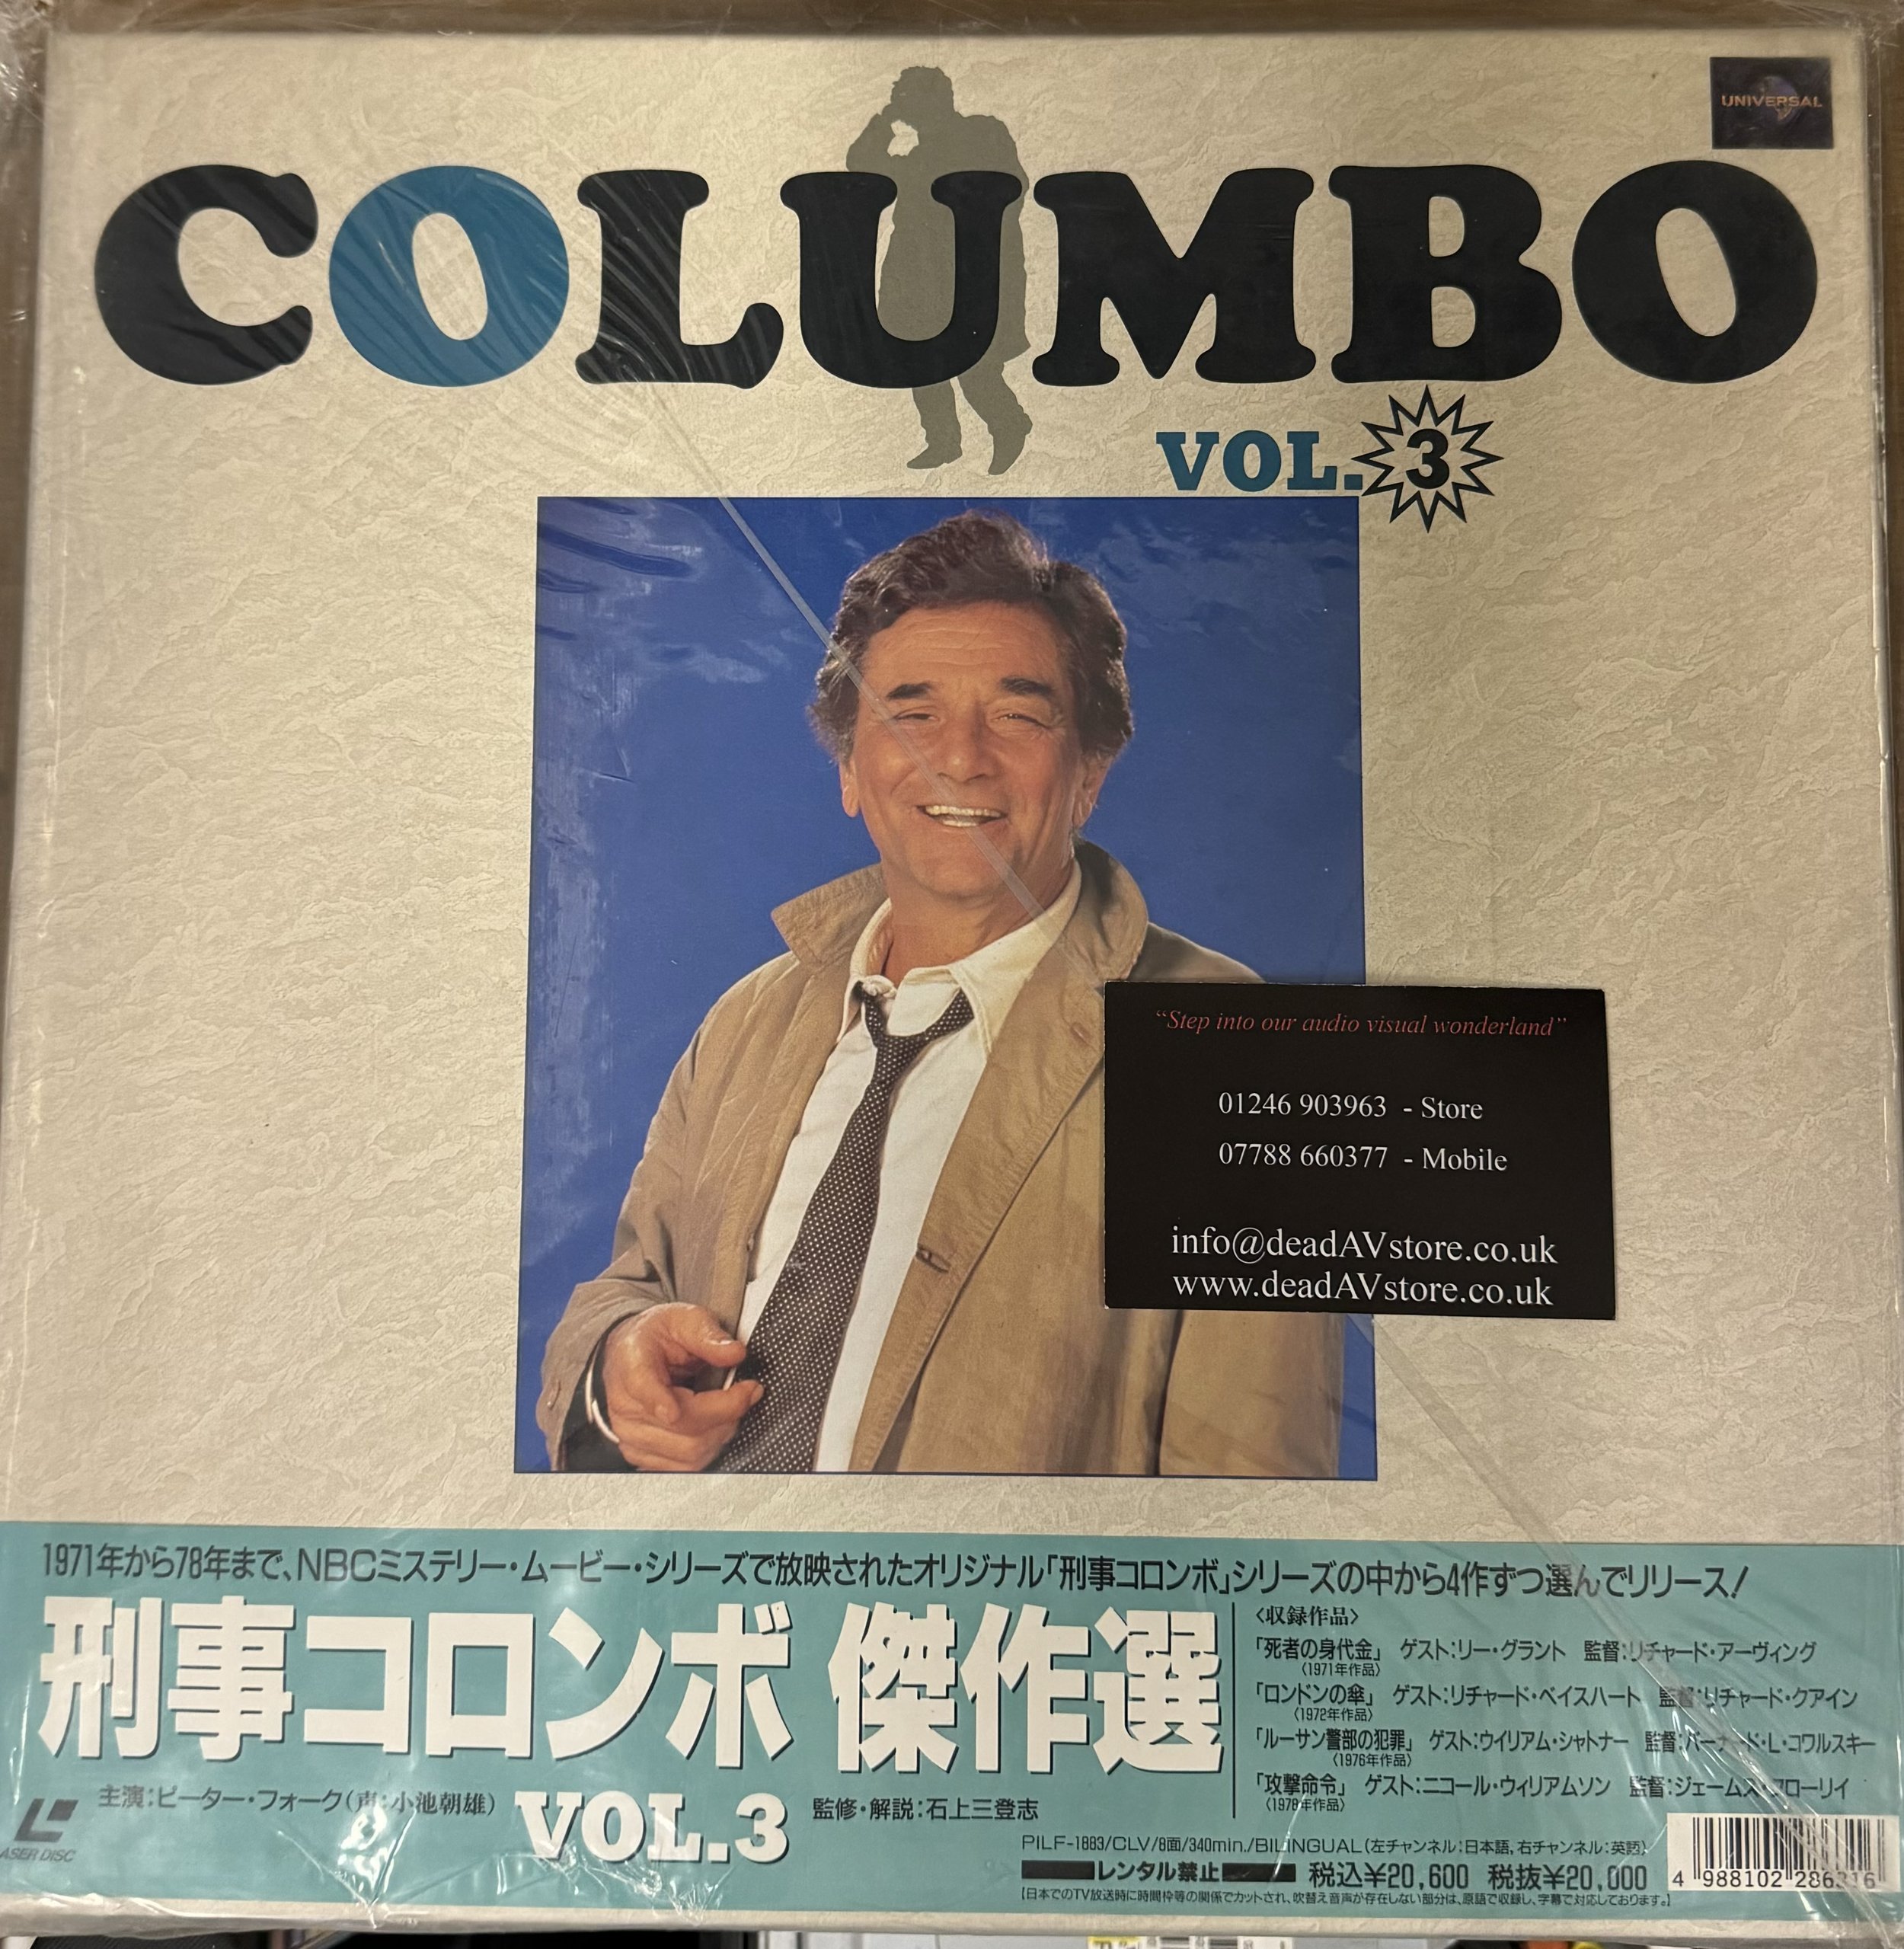 UNIVERSAL
COLUMBO
VOL.3
“Step into our audio visual wonderland”
01246 903963 - Store
07788 660377 - Mobile
info@deadAVstore.co.uk
www.deadAVstore.co.uk
1971年から78年まで、NBCミステリー・ムービー・シリーズで放映されたオリジナル「刑事コロンボ」シリーズの中から4作ずつ選んでリリース!
刑事コロンボ 傑作選
VOL.3
主演:ピーター・フォーク(声:小池朝雄)
監修・解説:石上三登志
〈収録作品〉
「死者の身代金」 ゲスト:リー・グラント 監督:リチャード・アーヴィング
〈1971年作品〉
「ロンドンの傘」 ゲスト:リチャード・ベイスハート 監督:リチャード・クアイン
〈1972年作品〉
「ルーサン警部の犯罪」 ゲスト:ウイリアム・シャトナー 監督:バーナード・L・コワルスキー
〈1976年作品〉
「攻撃命令」 ゲスト:ニコール・ウィリアムソン 監督:ジェームス・フローリイ
〈1978年作品〉
PILF-1883/CLV/8面/340min./BILINGUAL(左チャンネル:日本語,右チャンネル:英語)
レンタル禁止 税込¥20,600 税抜¥20,000
[日本でのTV放送時に時間枠等の関係でカットされ、吹替え音声が存在しない部分は、原語で収録し、字幕で対応しております。]
4 988102 286316
LASER DISC